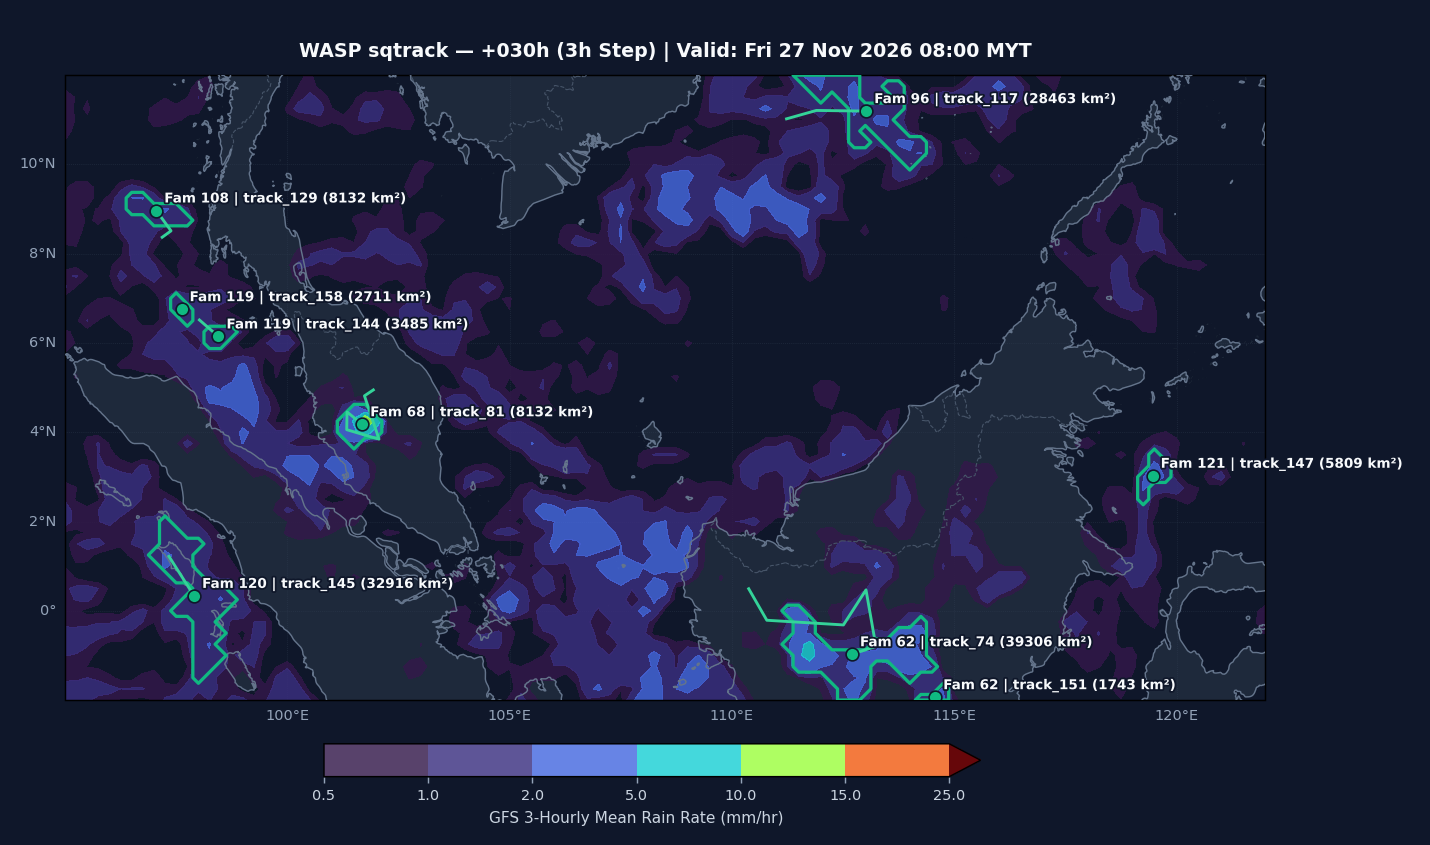 WASP sqtrack — +030h (3h Step) | Valid: Fri 27 Nov 2026 08:00 MYT
Fam 96 | track_117 (28463 km²)
10°N
Fam 108 | track_129 (8132 km²)
8°N
Fam 119 | track_158 (2711 km²)
Fam 119 | track_144 (3485 km²)
6°N
Fam 68 | track_81 (8132 km²)
4°N
Fam 121 | track_147 (5809 km²)
2°N
Fam 120 | track_145 (32916 km²)
0°
Fam 62 | track_74 (39306 km²)
Fam 62 | track_151 (1743 km²)
100°E 105°E 110°E 115°E 120°E
0.5 1.0 2.0 5.0 10.0 15.0 25.0
GFS 3-Hourly Mean Rain Rate (mm/hr)